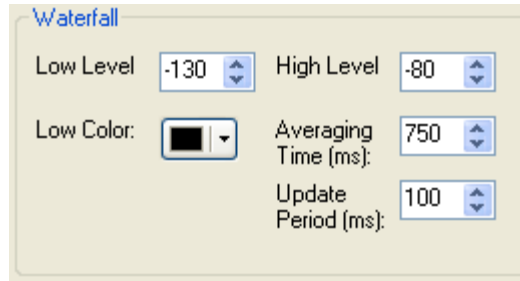 Waterfall
Low Level -130 High Level -80
Low Color: Averaging Time (ms): 750
Update Period (ms): 100